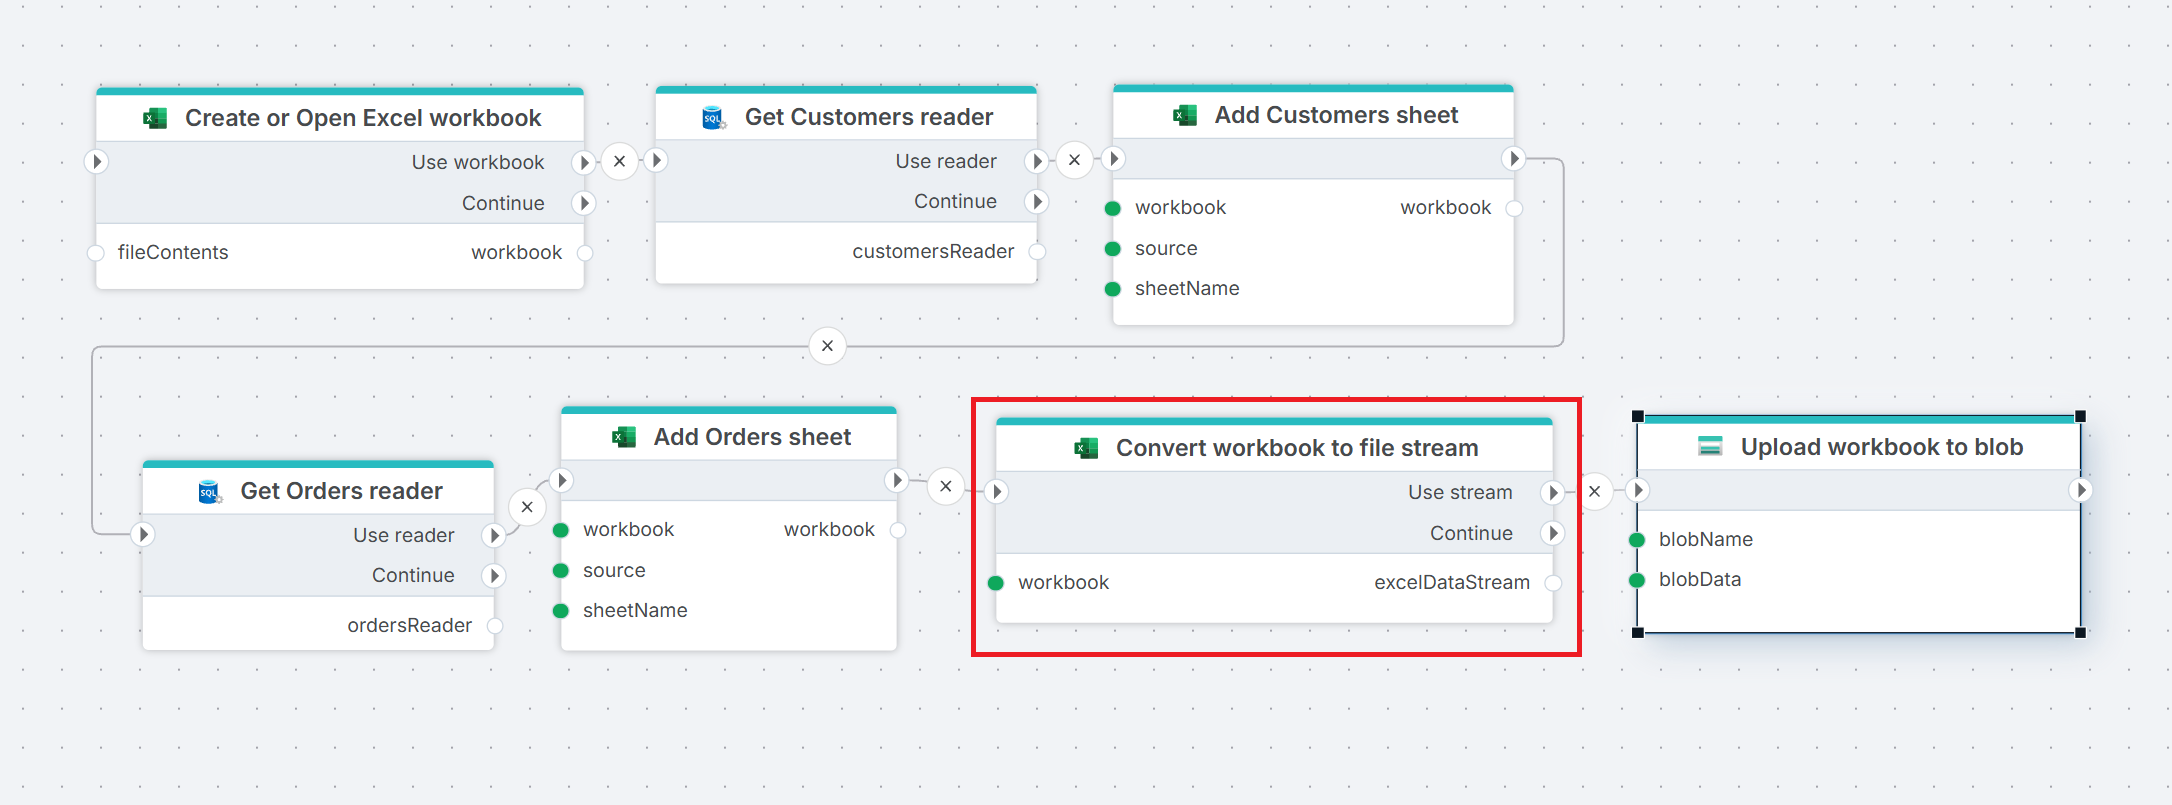 Create or Open Excel workbook
Use workbook
Continue
fileContents
workbook
Get Customers reader
Use reader
Continue
customersReader
Add Customers sheet
workbook
workbook
source
sheetName
Get Orders reader
Use reader
Continue
ordersReader
Add Orders sheet
workbook
workbook
source
sheetName
Convert workbook to file stream
Use stream
Continue
workbook
excelDataStream
Upload workbook to blob
blobName
blobData